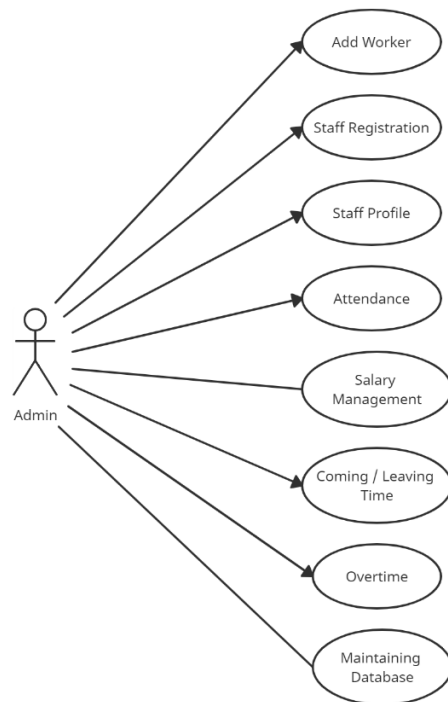 Add Worker
Staff Registration
Staff Profile
Attendance
Salary
Management
Admin
Coming / Leaving
Time
Overtime
Maintaining
Database